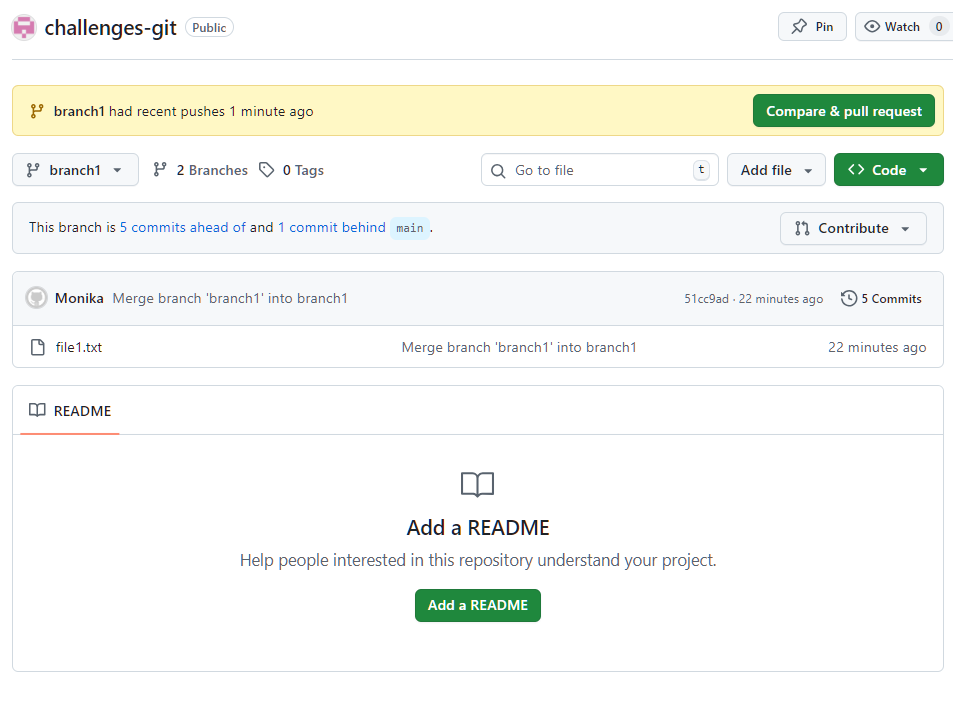 challenges-git Public Pin Watch 0
branch1 had recent pushes 1 minute ago Compare & pull request
branch1 2 Branches 0 Tags Go to file t Add file Code
This branch is 5 commits ahead of and 1 commit behind main . Contribute
Monika Merge branch 'branch1' into branch1 51cc9ad · 22 minutes ago 5 Commits
file1.txt Merge branch 'branch1' into branch1 22 minutes ago
README
Add a README
Help people interested in this repository understand your project.
Add a README